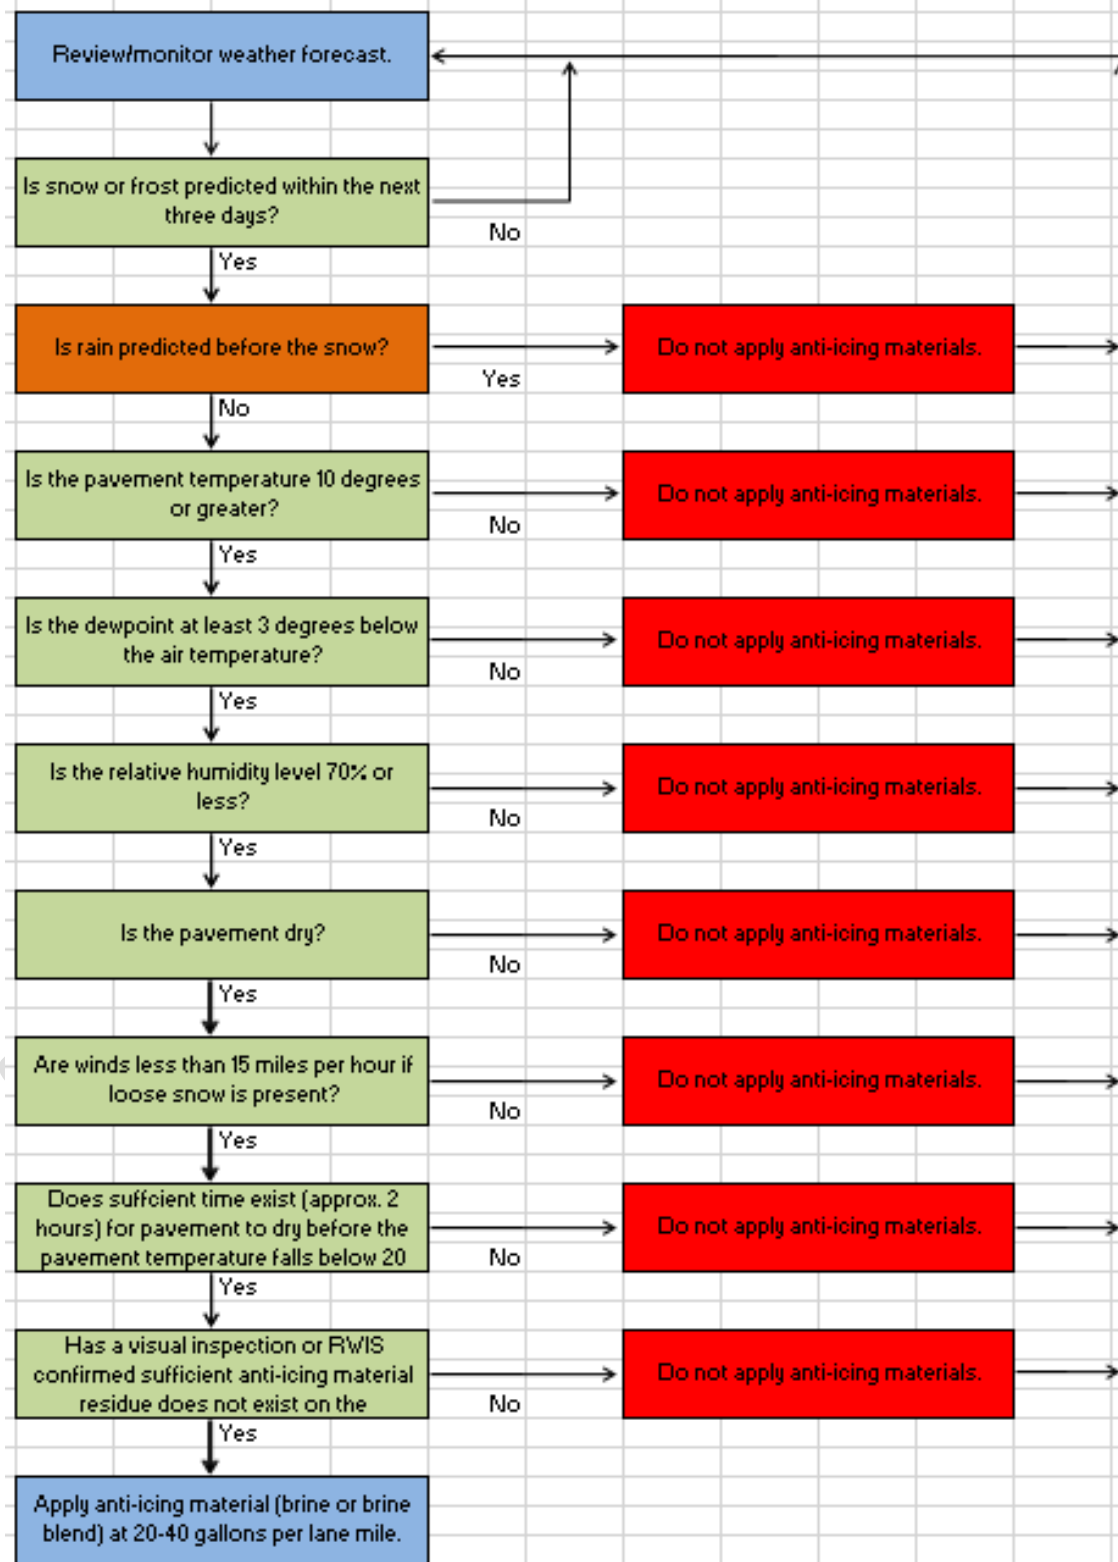 Review/monitor weather forecast.
Is snow or frost predicted within the next
three days?
No
Yes
Is rain predicted before the snow?
Do not apply anti-icing materials.
Yes
No
Is the pavement temperature 10 degrees
or greater?
Do not apply anti-icing materials.
No
Yes
Is the dewpoint at least 3 degrees below
the air temperature?
Do not apply anti-icing materials.
No
Yes
Is the relative humidity level 70% or
less?
Do not apply anti-icing materials.
No
Yes
Is the pavement dry?
Do not apply anti-icing materials.
No
Yes
Are winds less than 15 miles per hour if
loose snow is present?
Do not apply anti-icing materials.
No
Yes
Does suffcient time exist (approx. 2
hours) for pavement to dry before the
pavement temperature falls below 20
Do not apply anti-icing materials.
No
Yes
Has a visual inspection or RWIS
confirmed sufficient anti-icing material
residue does not exist on the
Do not apply anti-icing materials.
No
Yes
Apply anti-icing material (brine or brine
blend) at 20-40 gallons per lane mile.